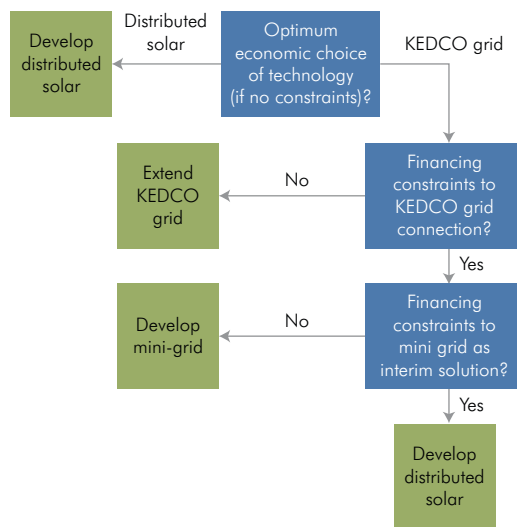 Develop
distributed
solar
Distributed
solar
Optimum
economic choice
of technology
(if no constraints)?
KEDCO grid
Extend
KEDCO
grid
No
Financing
constraints to
KEDCO grid
connection?
Yes
Develop
mini-grid
No
Financing
constraints to
mini grid as
interim solution?
Yes
Develop
distributed
solar